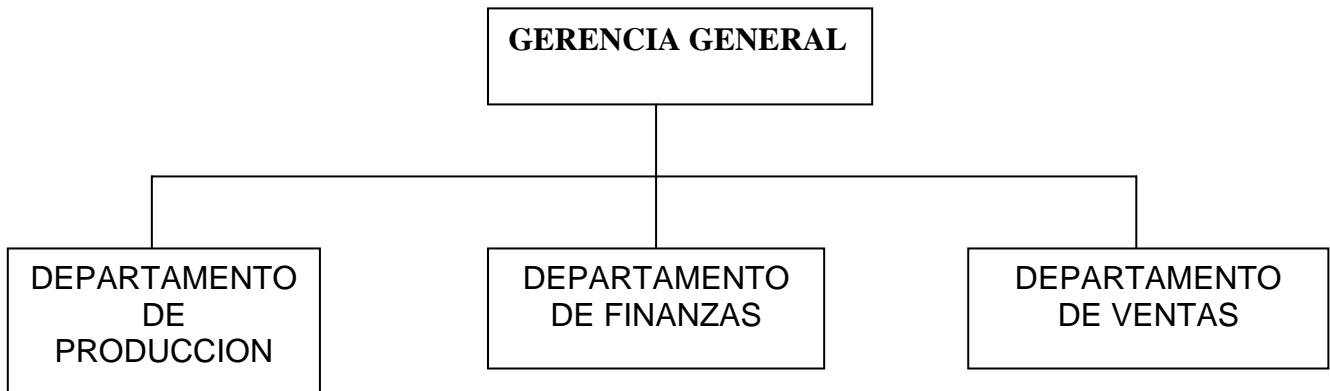 GERENCIA GENERAL
DEPARTAMENTO
DE
PRODUCCION
DEPARTAMENTO
DE FINANZAS
DEPARTAMENTO
DE VENTAS